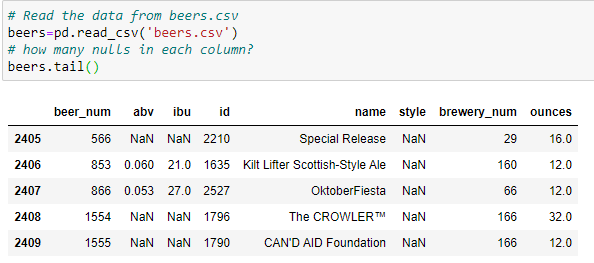 # Read the data from beers.csv
beers=pd.read_csv('beers.csv')
# how many nulls in each column?
beers.tail()
beer_num abv ibu id name style brewery_num ounces
2405 566 NaN NaN 2210 Special Release NaN 29 16.0
2406 853 0.060 21.0 1635 Kilt Lifter Scottish-Style Ale NaN 160 12.0
2407 866 0.053 27.0 2527 OktoberFiesta NaN 66 12.0
2408 1554 NaN NaN 1796 The CROWLER™ NaN 166 32.0
2409 1555 NaN NaN 1790 CAN'D AID Foundation NaN 166 12.0